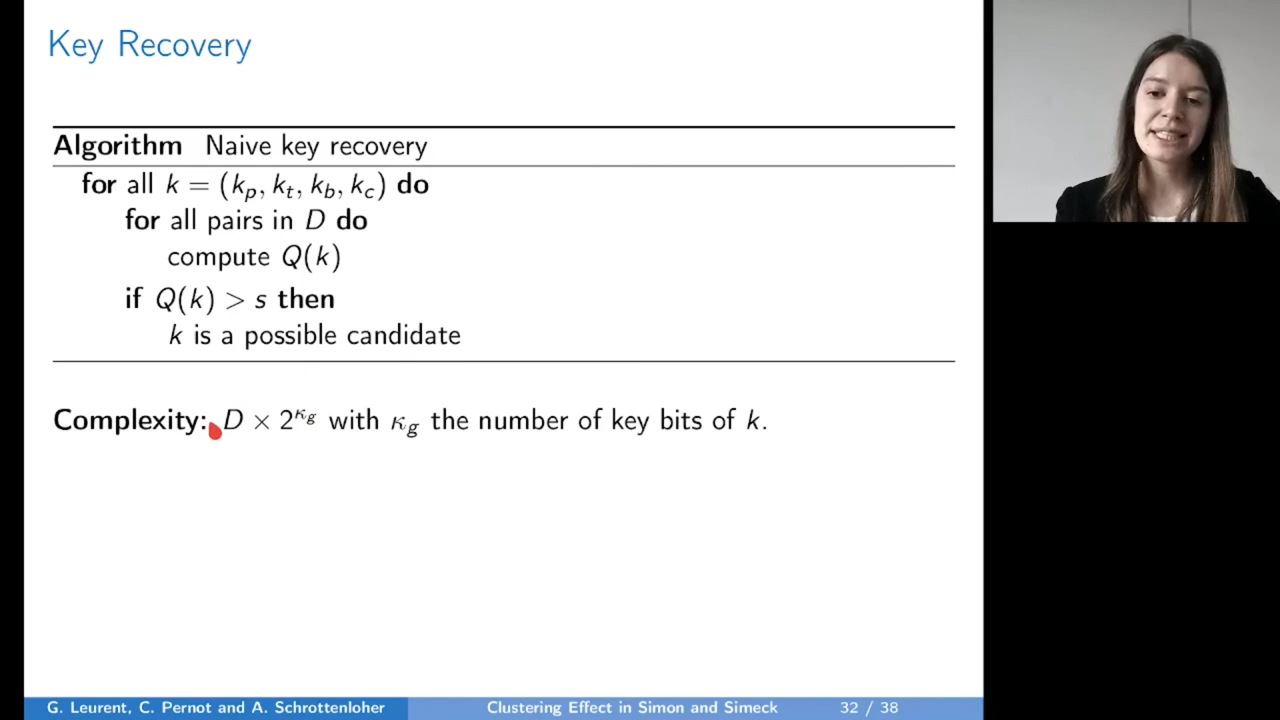 Key Recovery
Algorithm Naive key recovery
for all k = (kₚ, kₜ, k_b, k_c) do
for all pairs in D do
compute Q(k)
if Q(k) > s then
k is a possible candidate
Complexity: D × 2^{κ_g} with κ_g the number of key bits of k.
G. Leurent, C. Pernot and A. Schrottenloher
Clustering Effect in Simon and Simeck
32 / 38